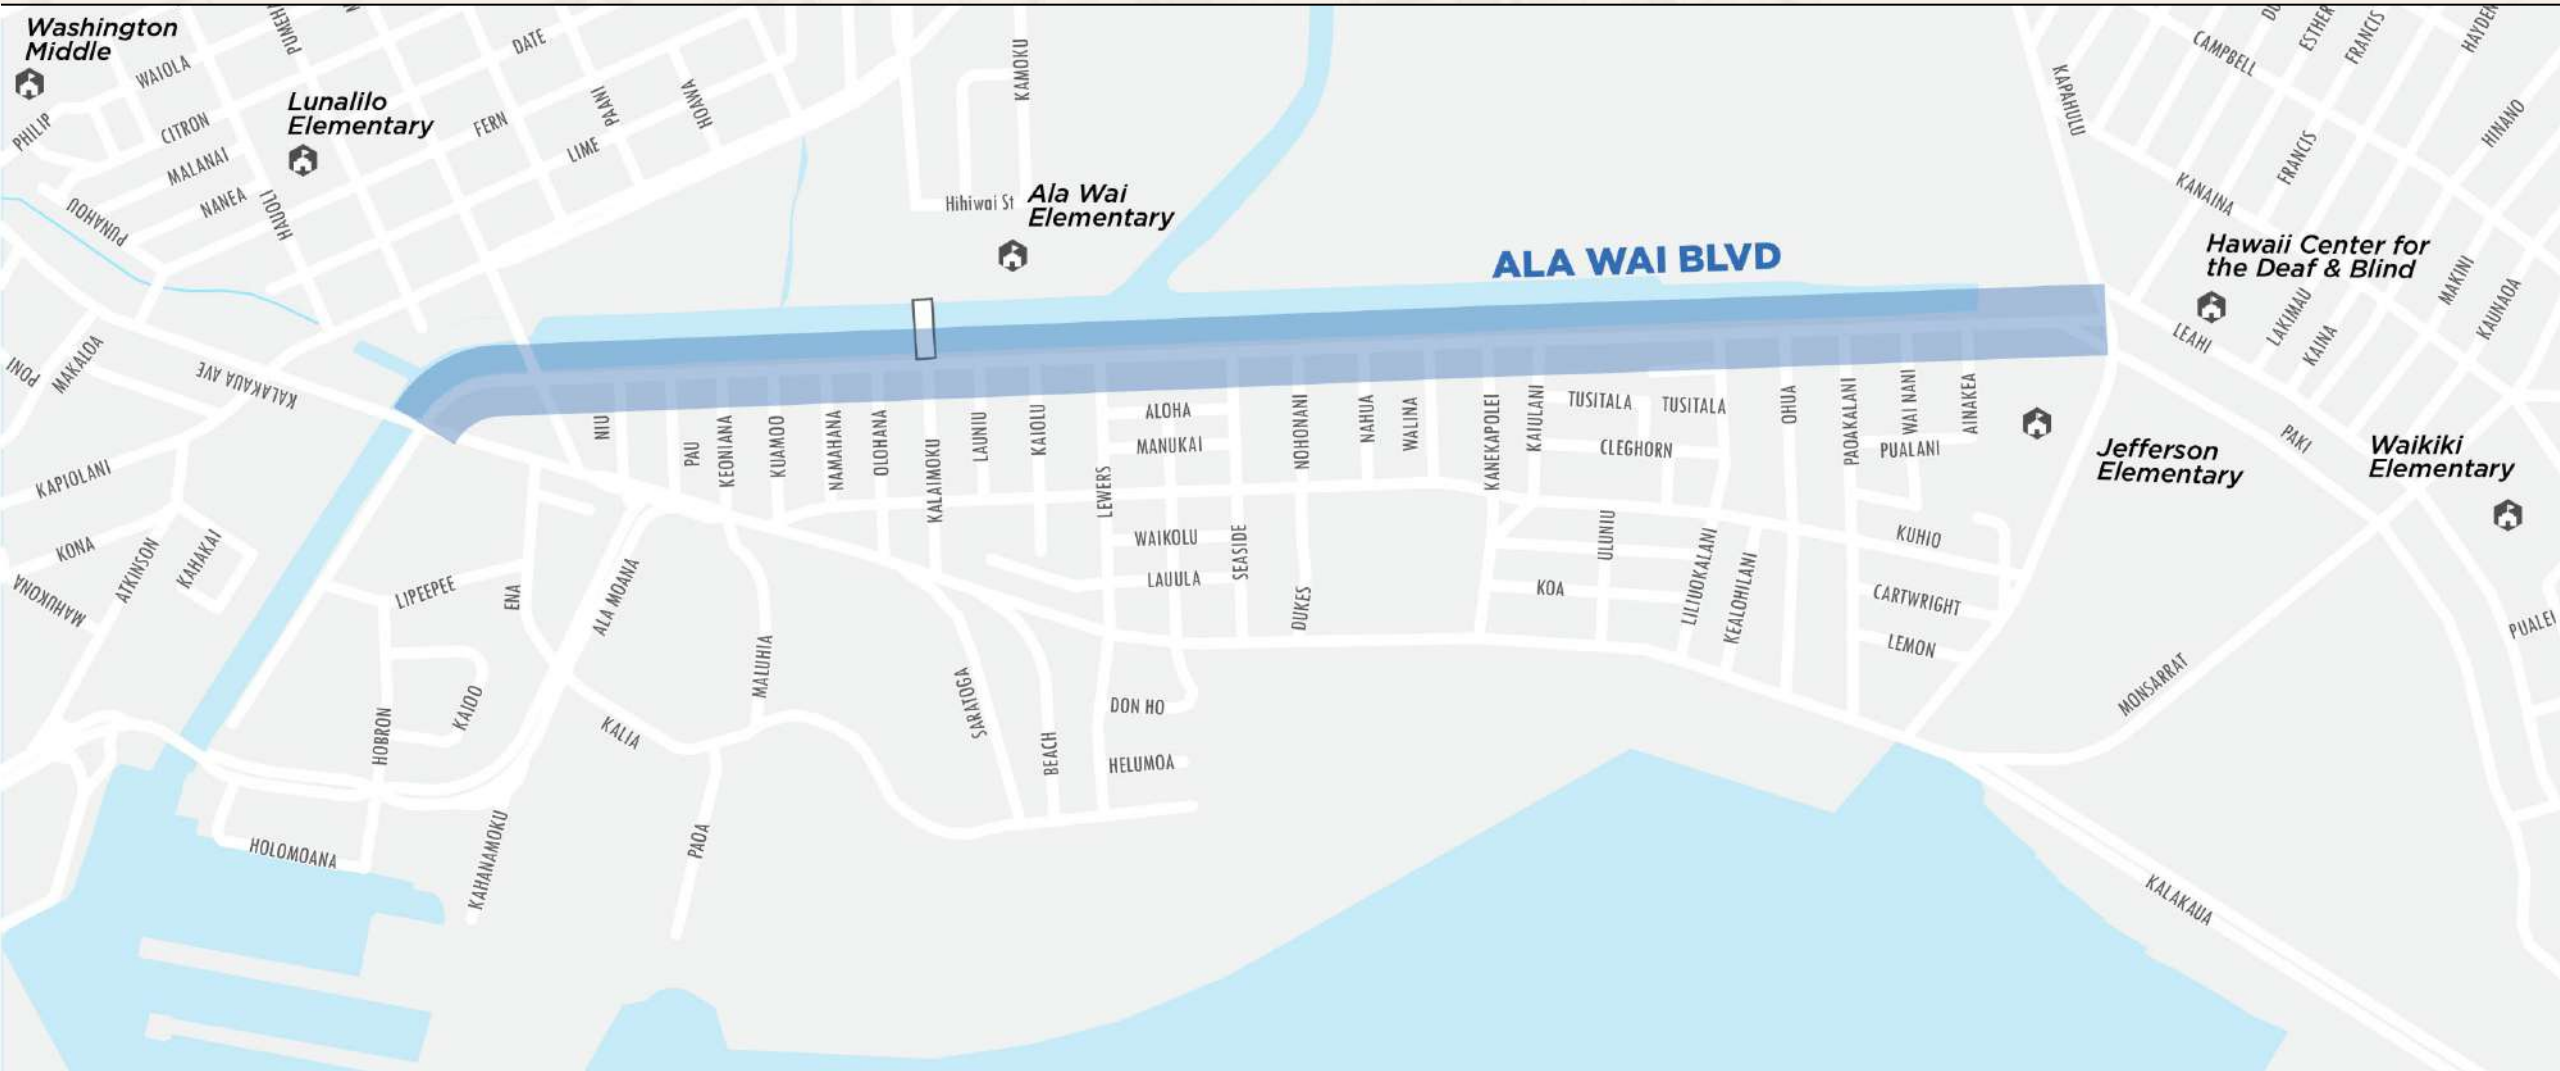 Washington
Middle
WAIOLA
DATE
KAMOKU
CAMPBELL
ESTHER
FRANCIS
HAYDEN
PHILIP
CITRON
Lunalilo
Elementary
FERN
PAANI
HOAWA
LIME
KAPAHULU
HINANO
FRANCIS
MALANAI
NANEA
HAUOLI
PUNAHOU
Hihiwai St
Ala Wai
Elementary
KANAINA
ALA WAI BLVD
Hawaii Center for
the Deaf & Blind
MAKINI
KAUNAOA
LAKIMAU
KAINA
LEAHI
PONI
MAKALOA
KALAKAUA AVE
NIU
PAU
KEONIANA
KUAMOO
NAMAHANA
OLOHANA
KALAIMOKU
LAUNIU
KAIOLU
LEWERS
ALOHA
MANUKAI
NOHONANI
NAHUA
WALINA
KANEKAPOLEI
KAIULANI
TUSITALA
TUSITALA
CLEGHORN
OHUA
PAOAKALANI
WAI NANI
PUALANI
AINAKEA
Jefferson
Elementary
PAKI
Waikiki
Elementary
KAPIOLANI
KONA
ATKINSON
KAHAKAI
MAHUKONA
LIPEEPEE
ENA
ALA MOANA
WAIKOLU
LAUULA
SEASIDE
DUKES
ULUNIU
KOA
LILIUOKALANI
KEALOHILANI
KUHIO
CARTWRIGHT
LEMON
PUALEI
MALUHIA
HOBRON
KAIOO
KALIA
SARATOGA
BEACH
DON HO
HELUMOA
MONSARRAT
HOLOMOANA
KAHANAMOKU
PAOA
KALAKAUA